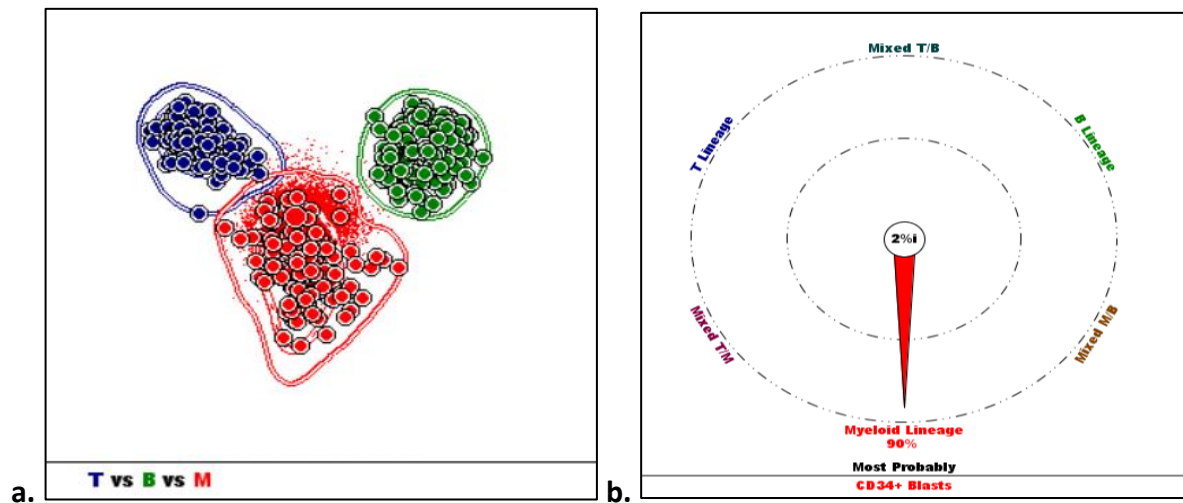 a.
T vs B vs M
b.
Mixed T/B
T Lineage
B Lineage
2%i
Mixed T/M
Mixed M/B
Myeloid Lineage
90%
Most Probably
CD34+ Blasts